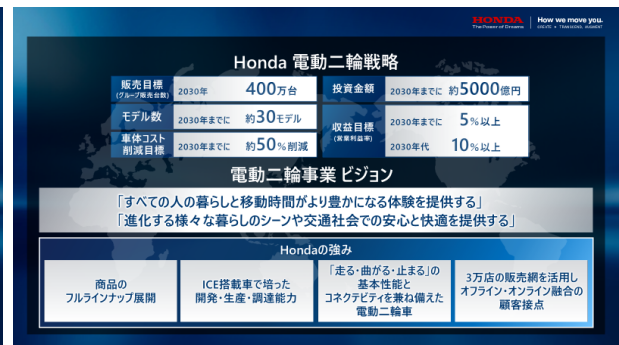 HONDA
The Power of Dreams
How we move you.
CREATE ▸ TRANSCEND, AUGMENT
Honda 電動二輪戦略
販売目標
(グループ販売台数)
2030年 400万台
投資金額
2030年までに 約5000億円
モデル数
2030年までに 約30モデル
車体コスト
削減目標
2030年までに 約50%削減
収益目標
(営業利益率)
2030年までに 5%以上
2030年代 10%以上
電動二輪事業 ビジョン
「すべての人の暮らしと移動時間がより豊かになる体験を提供する」
「進化する様々な暮らしのシーンや交通社会での安心と快適を提供する」
Hondaの強み
商品の
フルラインナップ展開
ICE搭載車で培った
開発・生産・調達能力
「走る・曲がる・止まる」の
基本性能と
コネクテビティを兼ね備えた
電動二輪車
3万店の販売網を活用し
オフライン・オンライン融合の
顧客接点